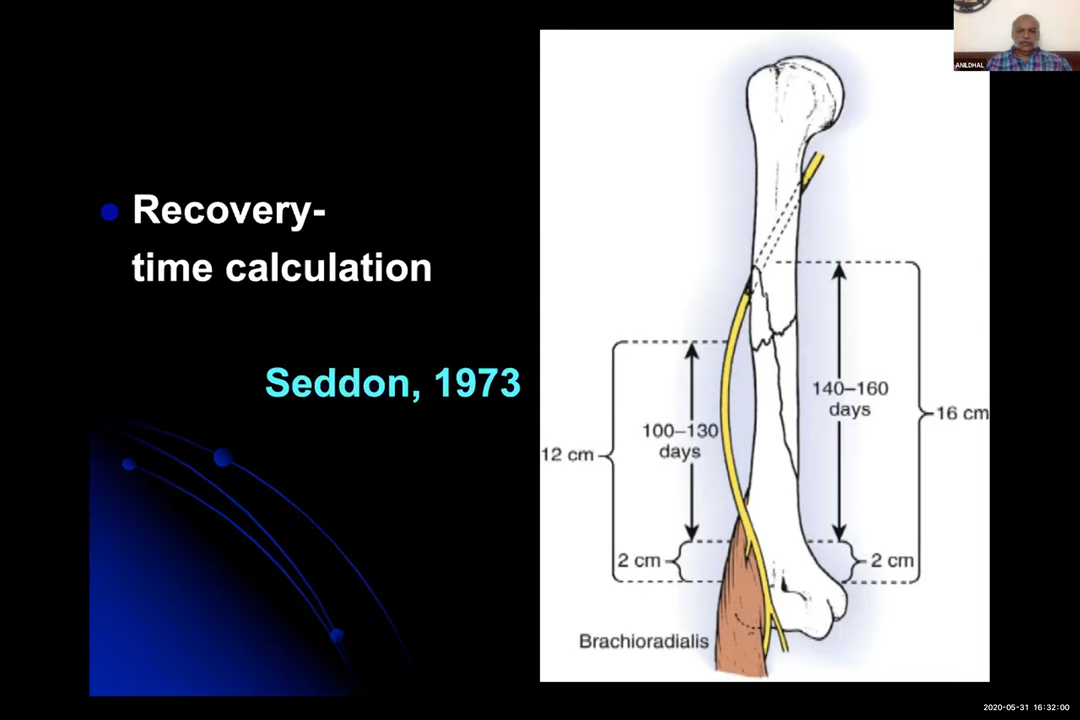 ANILDHAL
Recovery-
time calculation
Seddon, 1973
140–160
days
16 cm
100–130
days
12 cm
2 cm
2 cm
Brachioradialis
2020-05-31 16:32:00